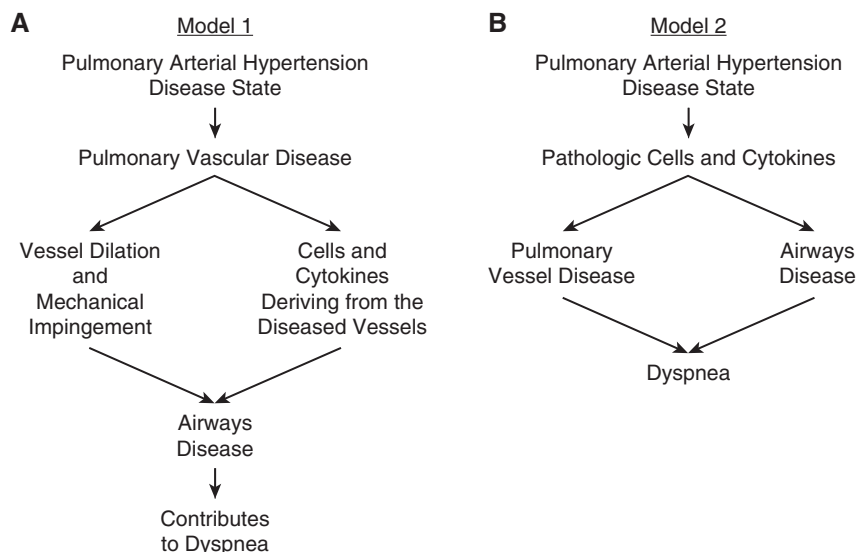 A
Model 1
Pulmonary Arterial Hypertension
Disease State
Pulmonary Vascular Disease
Vessel Dilation
and
Mechanical
Impingement
Cells and
Cytokines
Deriving from the
Diseased Vessels
Airways
Disease
Contributes
to Dyspnea
B
Model 2
Pulmonary Arterial Hypertension
Disease State
Pathologic Cells and Cytokines
Pulmonary
Vessel Disease
Airways
Disease
Dyspnea